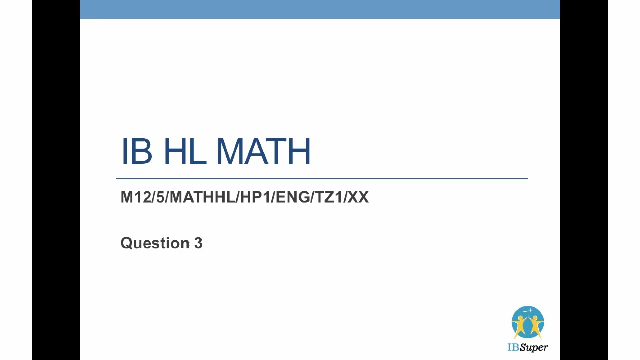 IB HL MATH
M12/5/MATHHL/HP1/ENG/TZ1/XX
Question 3
IBSuper